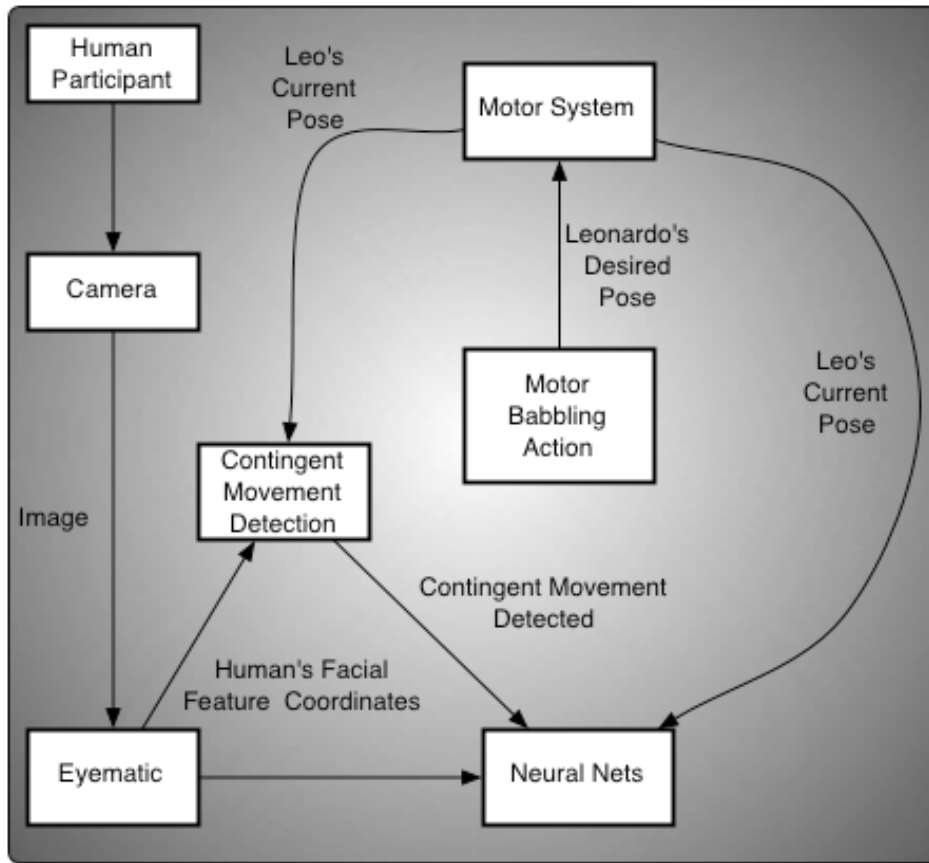 Human
Participant
Leo's
Current
Pose
Motor System
Camera
Leonardo's
Desired
Pose
Motor
Babbling
Action
Leo's
Current
Pose
Contingent
Movement
Detection
Image
Contingent Movement
Detected
Human's Facial
Feature Coordinates
Eyematic
Neural Nets